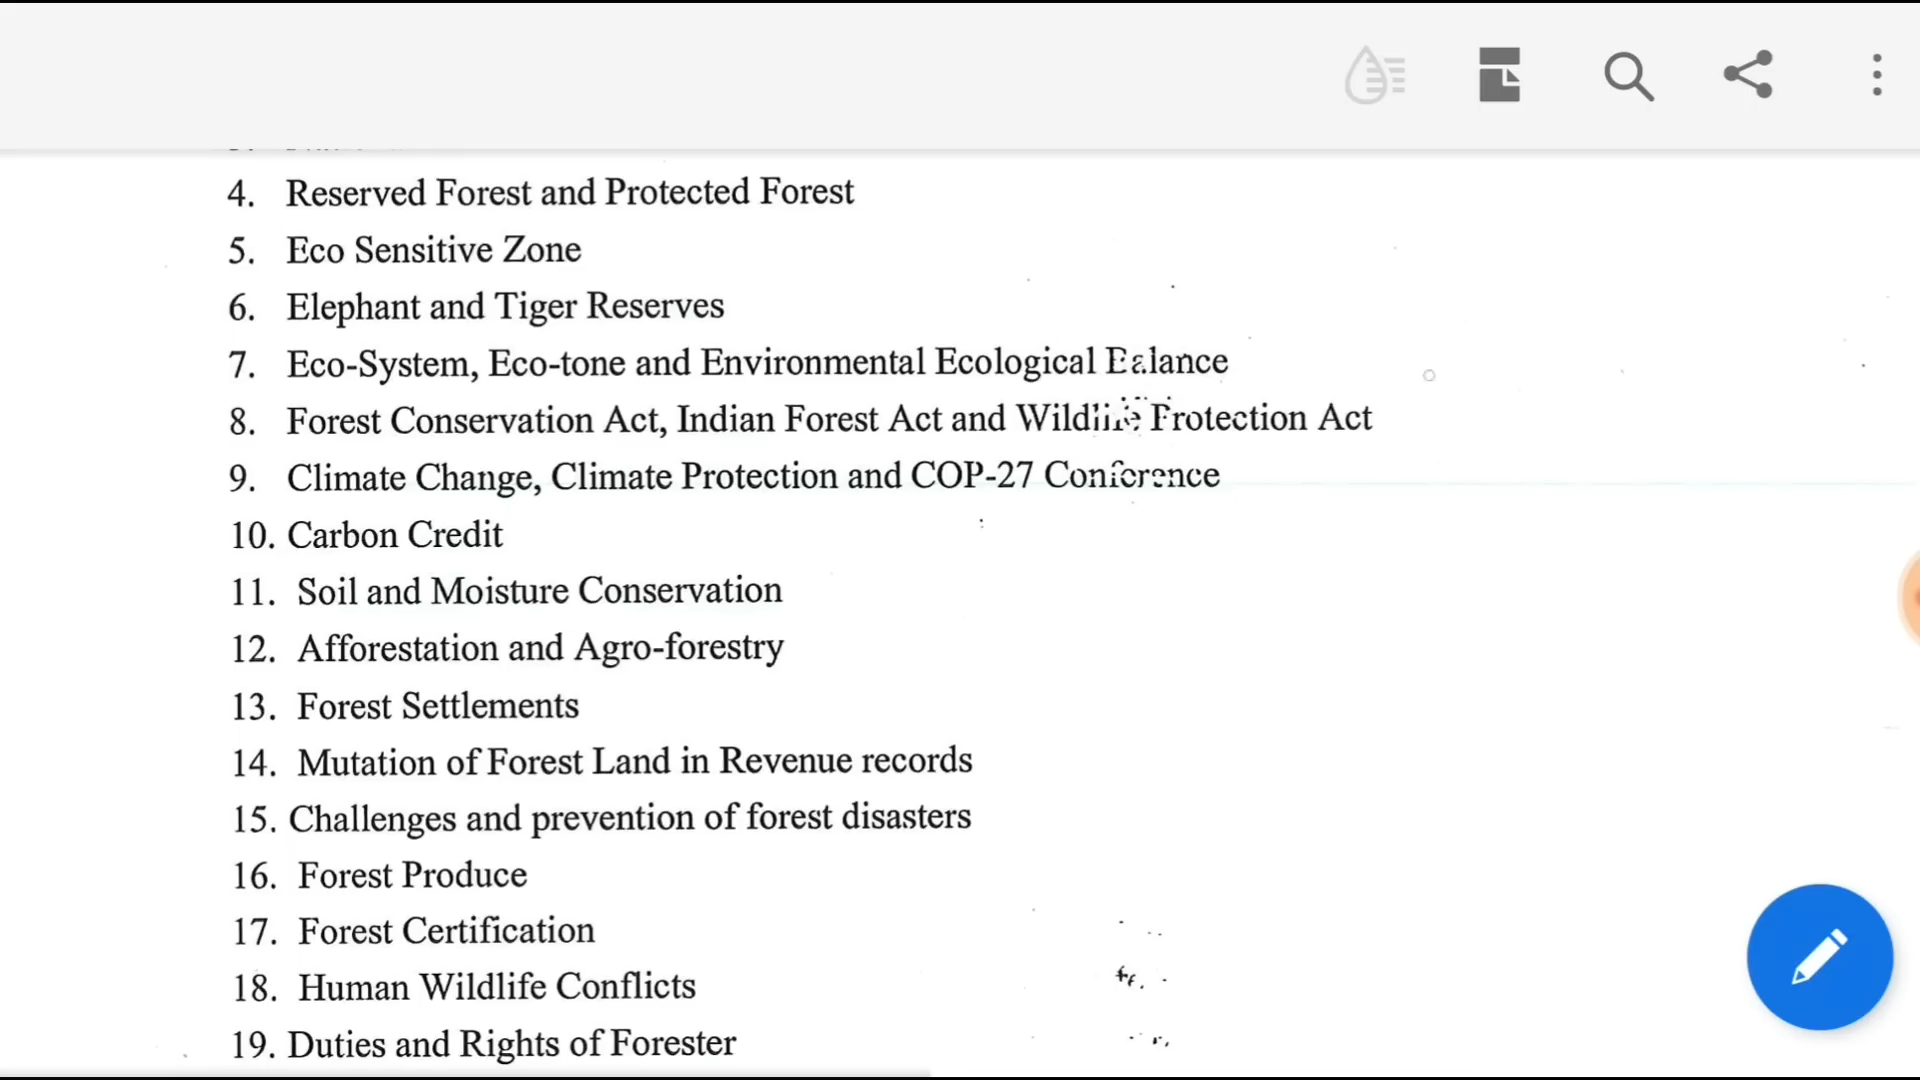 4. Reserved Forest and Protected Forest
5. Eco Sensitive Zone
6. Elephant and Tiger Reserves
7. Eco-System, Eco-tone and Environmental Ecological Balance
8. Forest Conservation Act, Indian Forest Act and Wildlife Protection Act
9. Climate Change, Climate Protection and COP-27 Conference
10. Carbon Credit
11. Soil and Moisture Conservation
12. Afforestation and Agro-forestry
13. Forest Settlements
14. Mutation of Forest Land in Revenue records
15. Challenges and prevention of forest disasters
16. Forest Produce
17. Forest Certification
18. Human Wildlife Conflicts
19. Duties and Rights of Forester